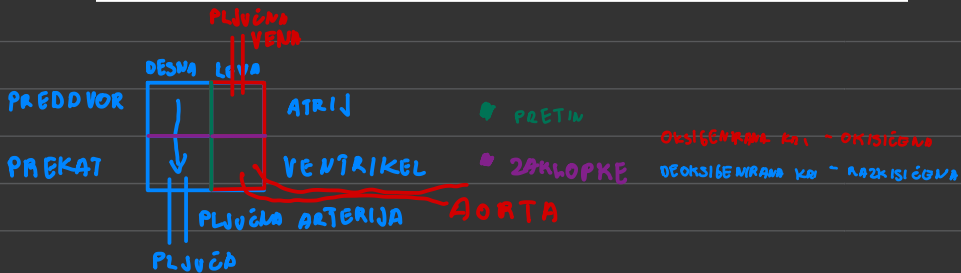 PLJUČNA
VENA
DESNA LEVA
PREDDVOR ATRIJ
PRETIN
OKSIGENIRANA KRI - OKISIČENA
PREKAT VENTRIKEL ZAKLOPKE
DEOKSIGENIRANA KRI - RAZKISIČENA
PLJUČNA ARTERIJA AORTA
PLJUČA